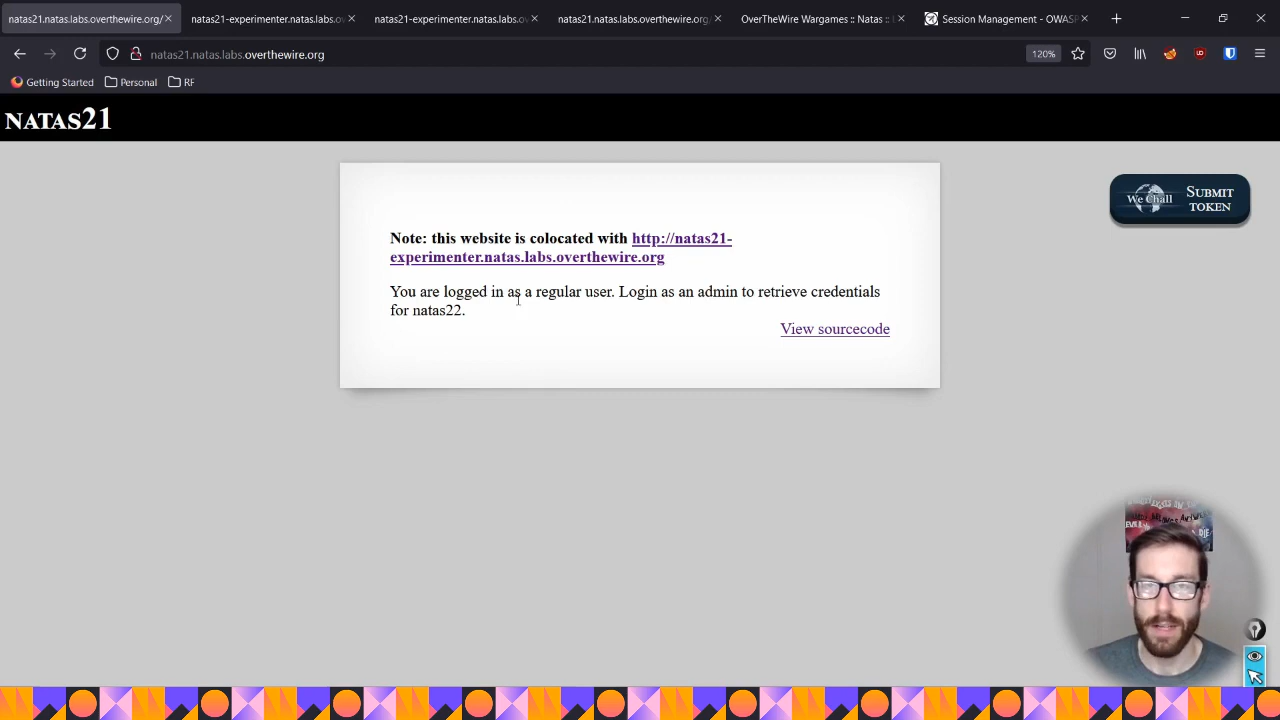 natas21.natas.labs.overthewire.org/
natas21-experimenter.natas.labs.ov
natas21-experimenter.natas.labs.ov
natas21.natas.labs.overthewire.org/
OverTheWire Wargames :: Natas :: L
Session Management - OWASP
natas21.natas.labs.overthewire.org
120%
Getting Started
Personal
RF
NATAS21
Note: this website is colocated with http://natas21-
experimenter.natas.labs.overthewire.org
You are logged in as a regular user. Login as an admin to retrieve credentials
for natas22.
View sourcecode
We Chall
SUBMIT
TOKEN